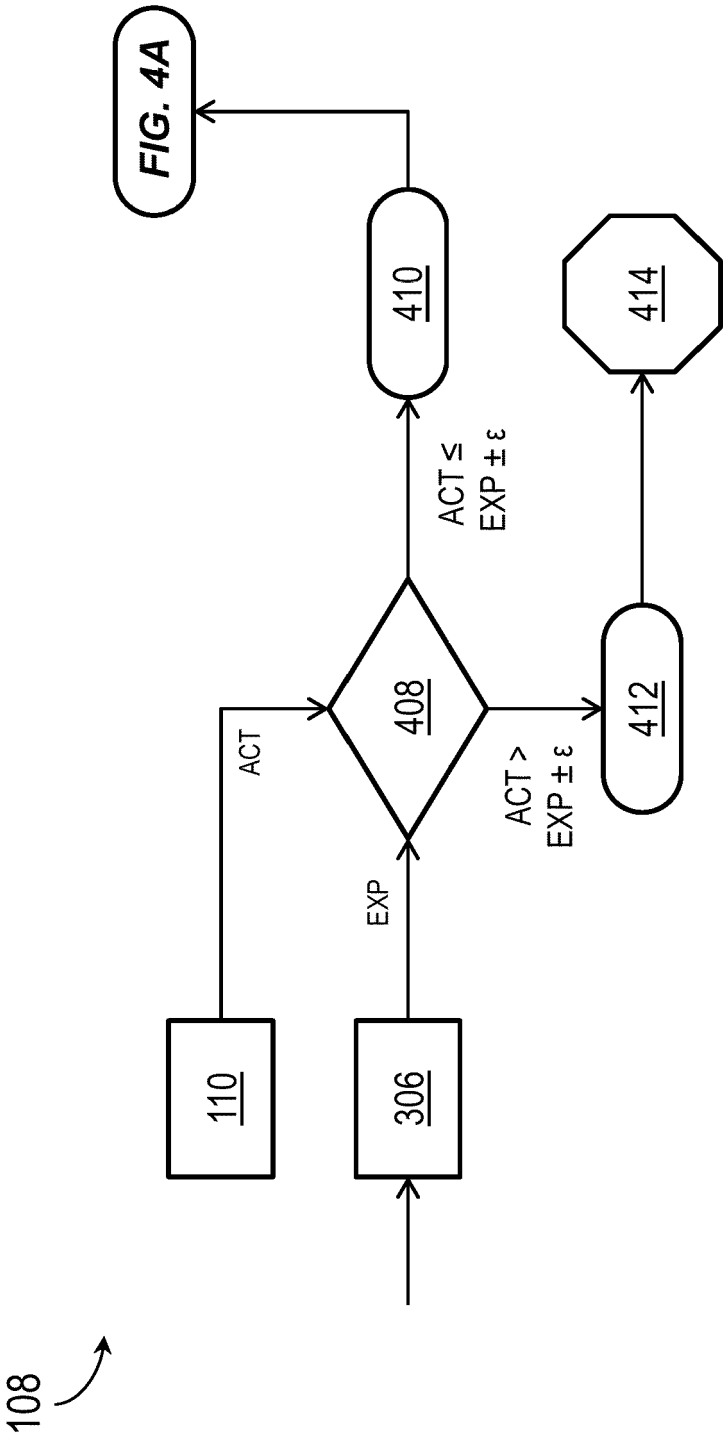 108
FIG. 4A
110
ACT
EXP
306
408
410
ACT ≤
EXP ± ε
ACT >
EXP ± ε
412
414